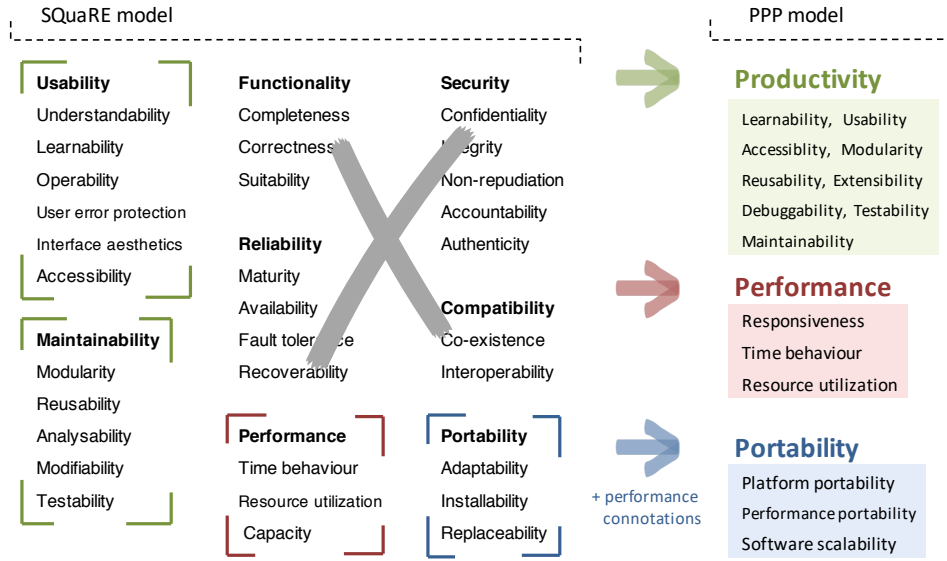 SQuaRE model
PPP model
Usability
Understandability
Learnability
Operability
User error protection
Interface aesthetics
Accessibility
Maintainability
Modularity
Reusability
Analysability
Modifiability
Testability
Functionality
Completeness
Correctness
Suitability
Reliability
Maturity
Availability
Fault tolerance
Recoverability
Performance
Time behaviour
Resource utilization
Capacity
Security
Confidentiality
Integrity
Non-repudiation
Accountability
Authenticity
Compatibility
Co-existence
Interoperability
Portability
Adaptability
Installability
Replaceability
+ performance
connotations
Productivity
Learnability, Usability
Accessiblity, Modularity
Reusability, Extensibility
Debuggability, Testability
Maintainability
Performance
Responsiveness
Time behaviour
Resource utilization
Portability
Platform portability
Performance portability
Software scalability